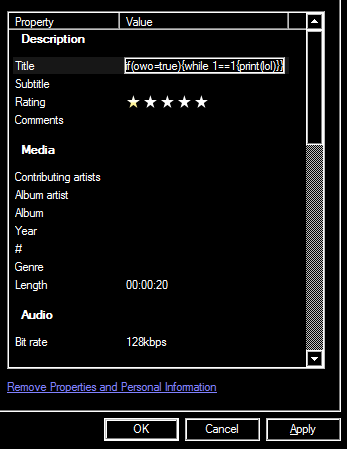 Property Value
Description
Title if(owo=true){while 1==1{print(lol)}}
Subtitle
Rating
Comments
Media
Contributing artists
Album artist
Album
Year
#
Genre
Length 00:00:20
Audio
Bit rate 128kbps
Remove Properties and Personal Information
OK Cancel Apply